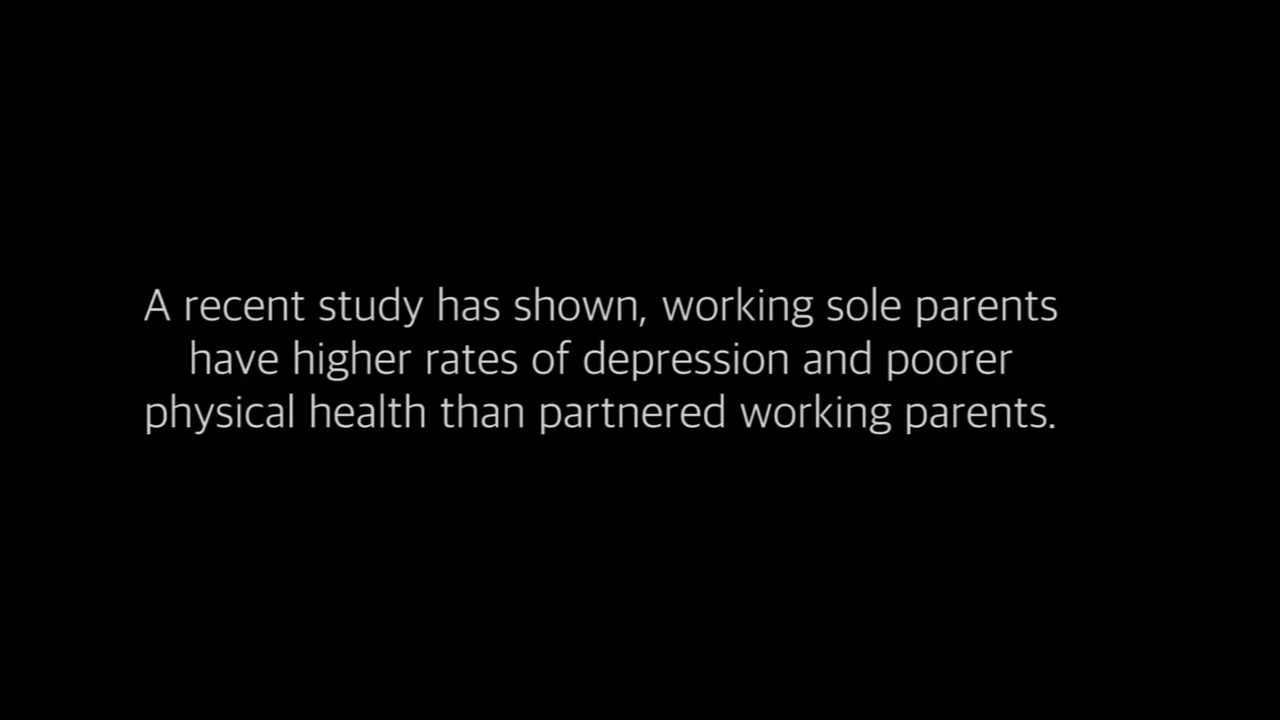 A recent study has shown, working sole parents
have higher rates of depression and poorer
physical health than partnered working parents.